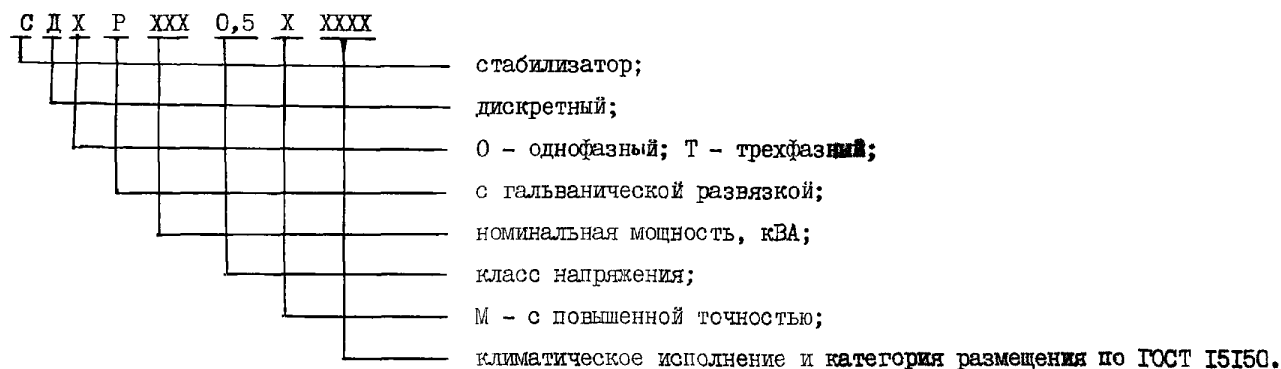 С Д Х Р ХХХ 0,5 Х ХХХХ
стабилизатор;
дискретный;
О - однофазный; Т - трехфазный;
с гальванической развязкой;
номинальная мощность, кВА;
класс напряжения;
М - с повышенной точностью;
климатическое исполнение и категория размещения по ГОСТ I5I50.